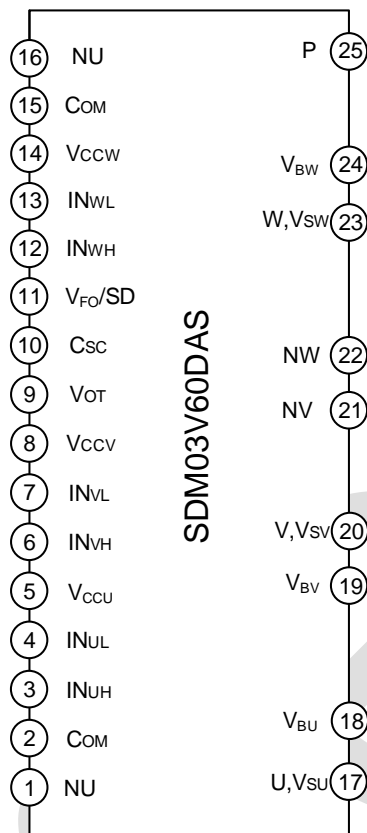 16 NU P 25
15 COM
14 VCCW VBW 24
13 INWL
W,VSW 23
12 INWH
11 VFO/SD
10 CSC NW 22
9 VOT NV 21
8 VCCV
7 INVL
V,VSV 20
6 INVH
5 VCCU VBV 19
4 INUL
3 INUH
VBU 18
2 COM
1 NU U,VSU 17
SDM03V60DAS